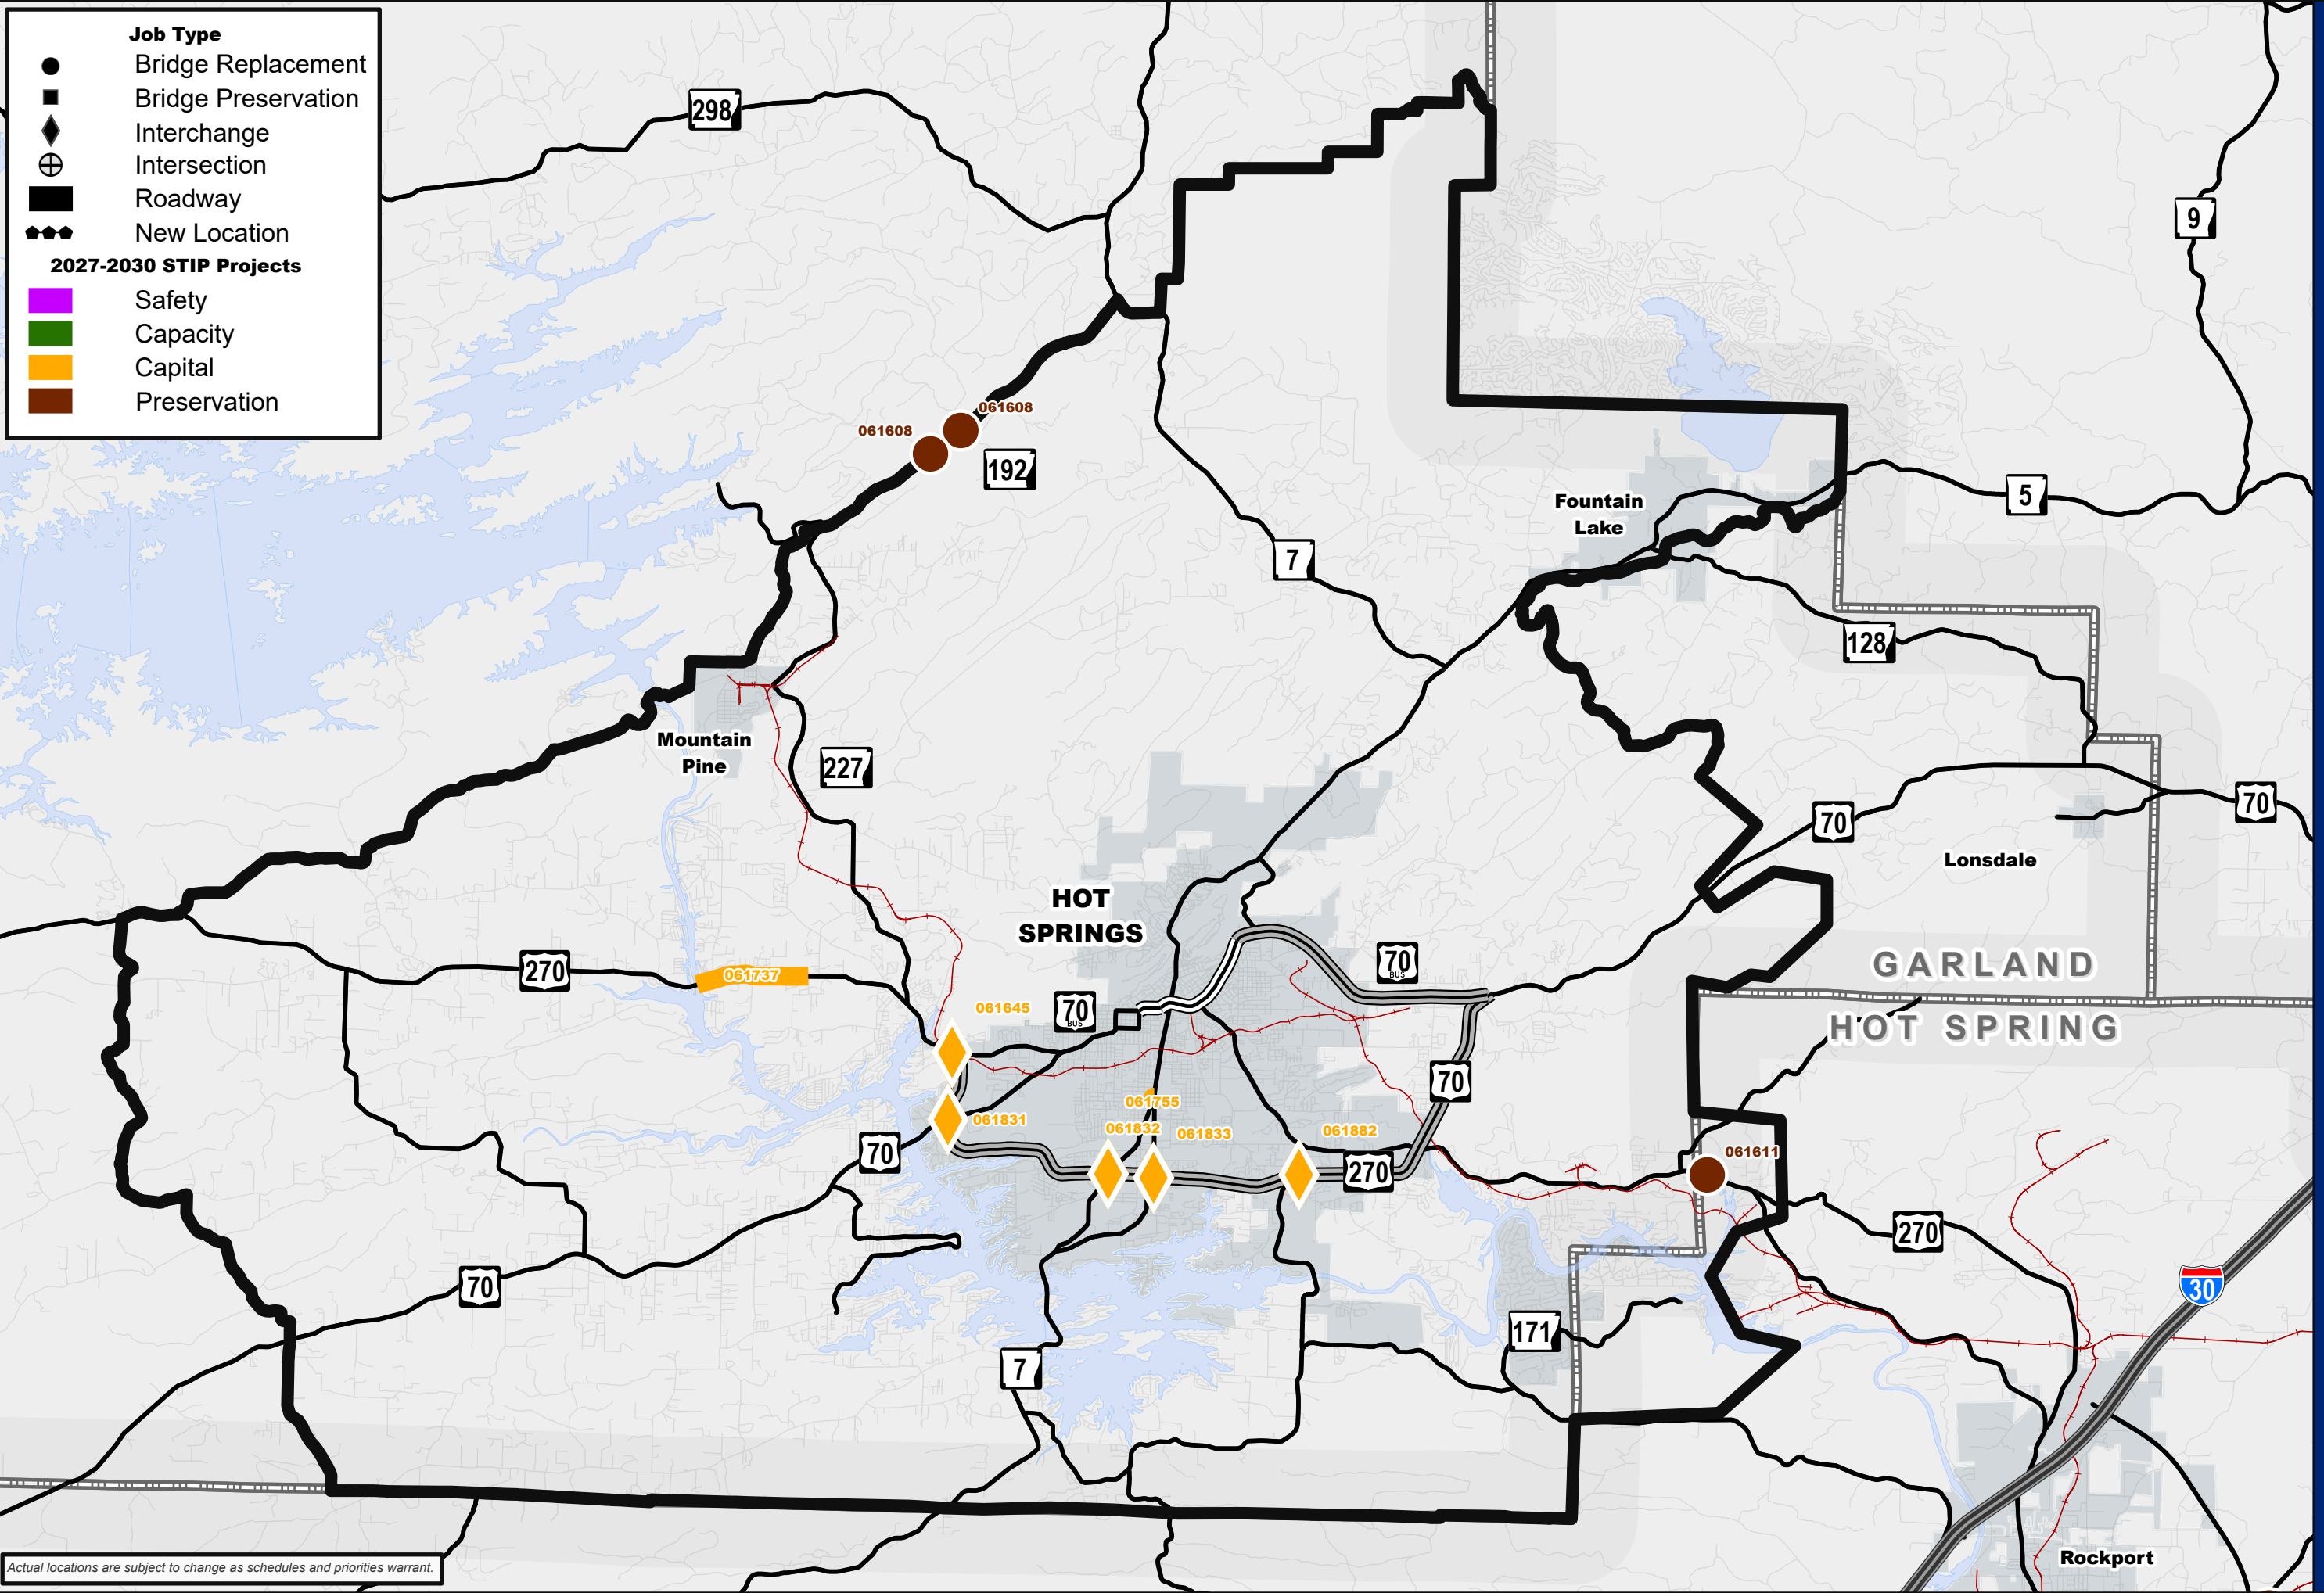 Job Type
Bridge Replacement
Bridge Preservation
Interchange
Intersection
Roadway
New Location
2027-2030 STIP Projects
Safety
Capacity
Capital
Preservation
298
9
061608
061608
192
5
Fountain
Lake
7
128
Mountain
Pine
227
70
70
Lonsdale
HOT
SPRINGS
GARLAND
HOT SPRING
270
061737
70
BUS
061645
70
BUS
70
061755
061831
061832
061833
061882
70
270
061611
270
70
30
171
7
Rockport
Actual locations are subject to change as schedules and priorities warrant.